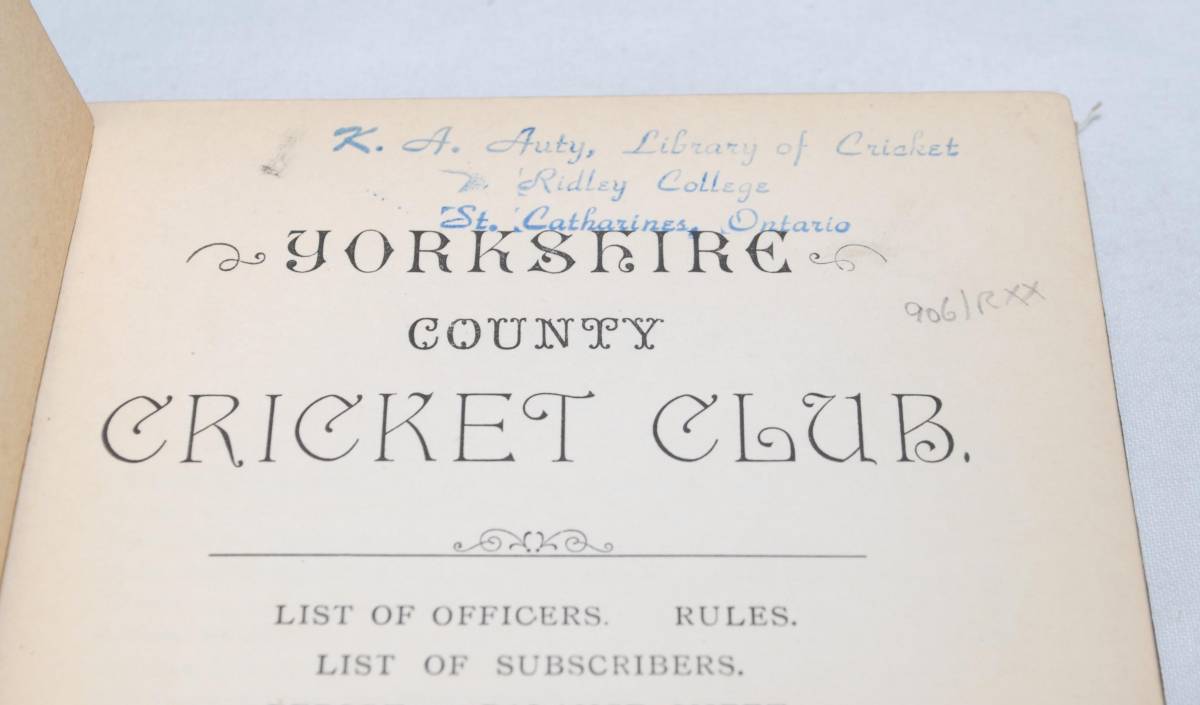 K. A. Auty, Library of Cricket
Ridley College
St. Catharines, Ontario
YORKSHIRE
COUNTY
906/RXX
CRICKET CLUB.
LIST OF OFFICERS. RULES.
LIST OF SUBSCRIBERS.